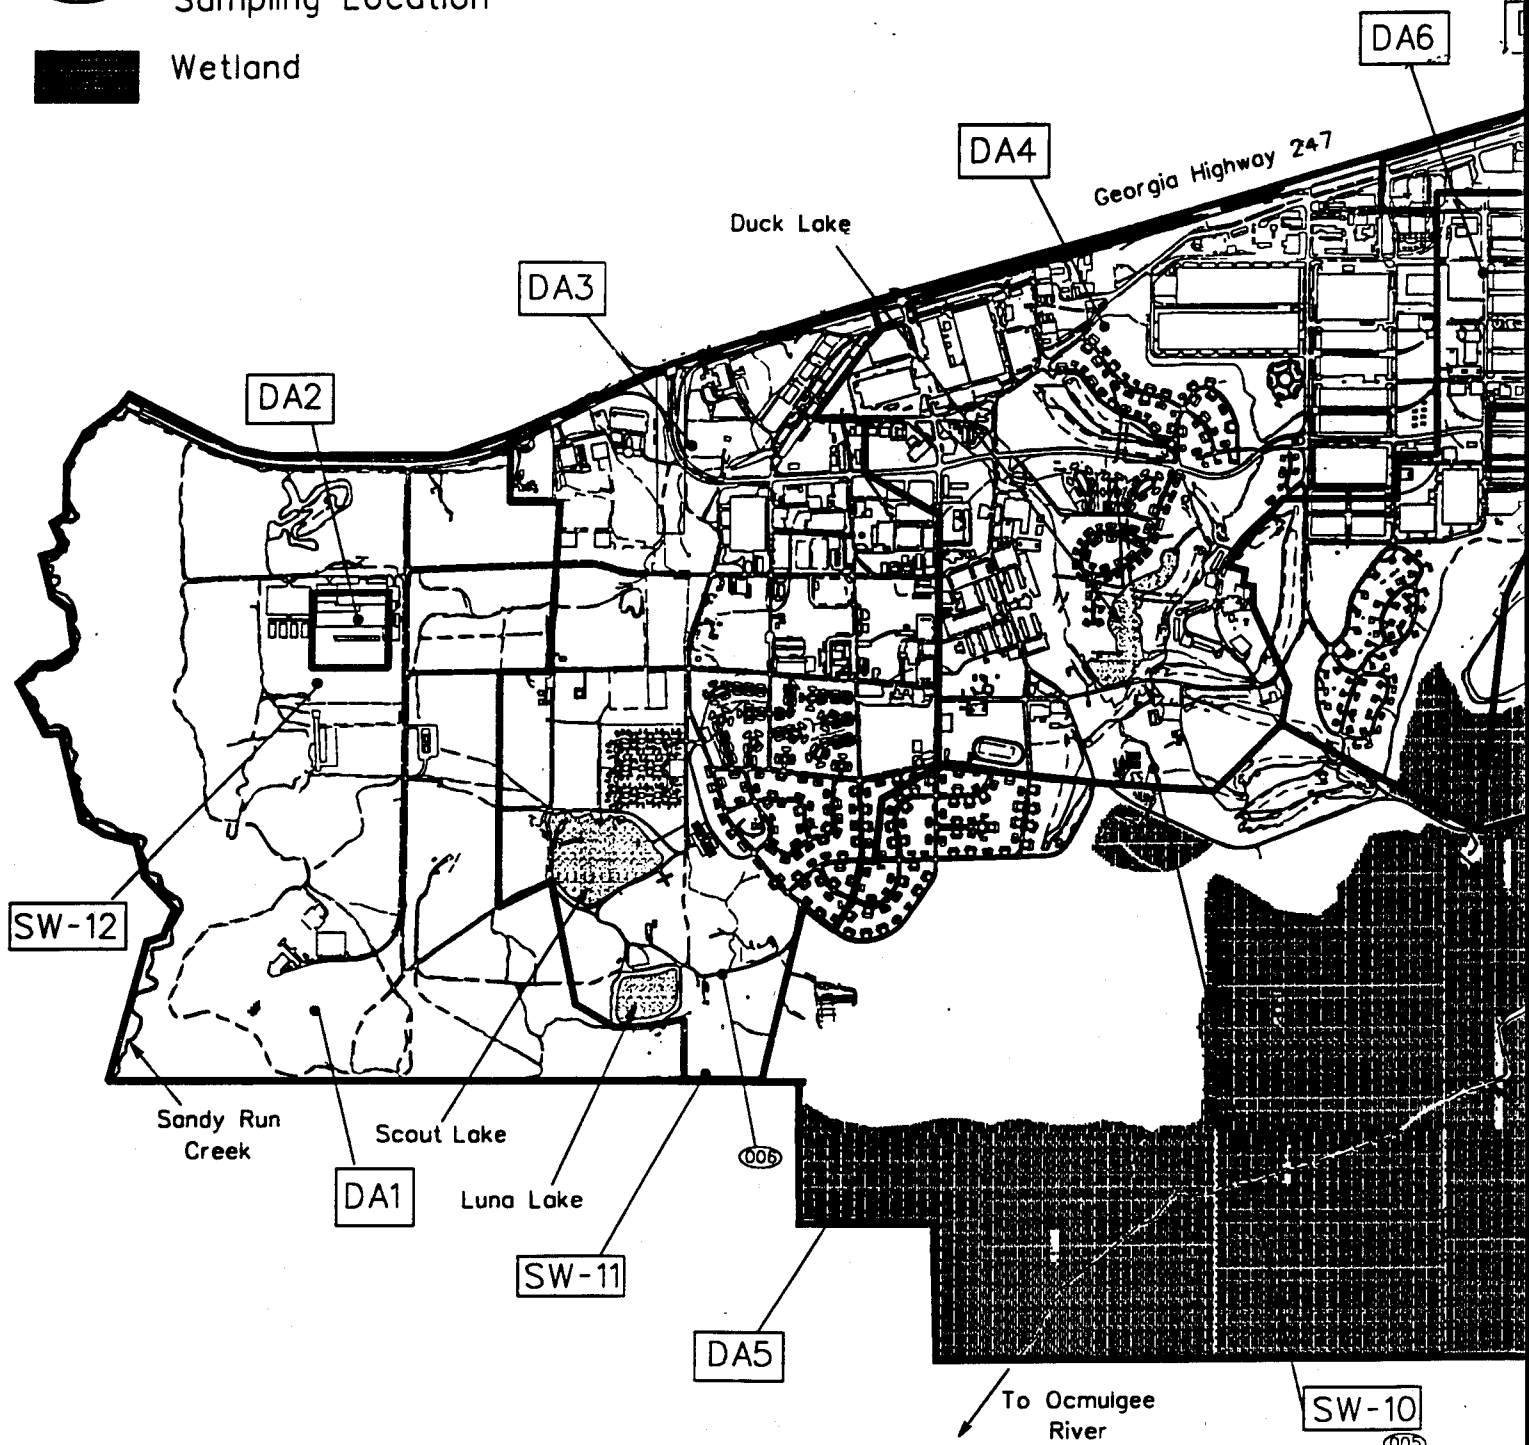 Sampling Location
Wetland
DA6
DA4
Georgia Highway 247
Duck Lake
DA3
DA2
SW-12
Sandy Run
Creek
Scout Lake
DA1
Luna Lake
006
SW-11
DA5
To Ocmulgee
River
SW-10
005